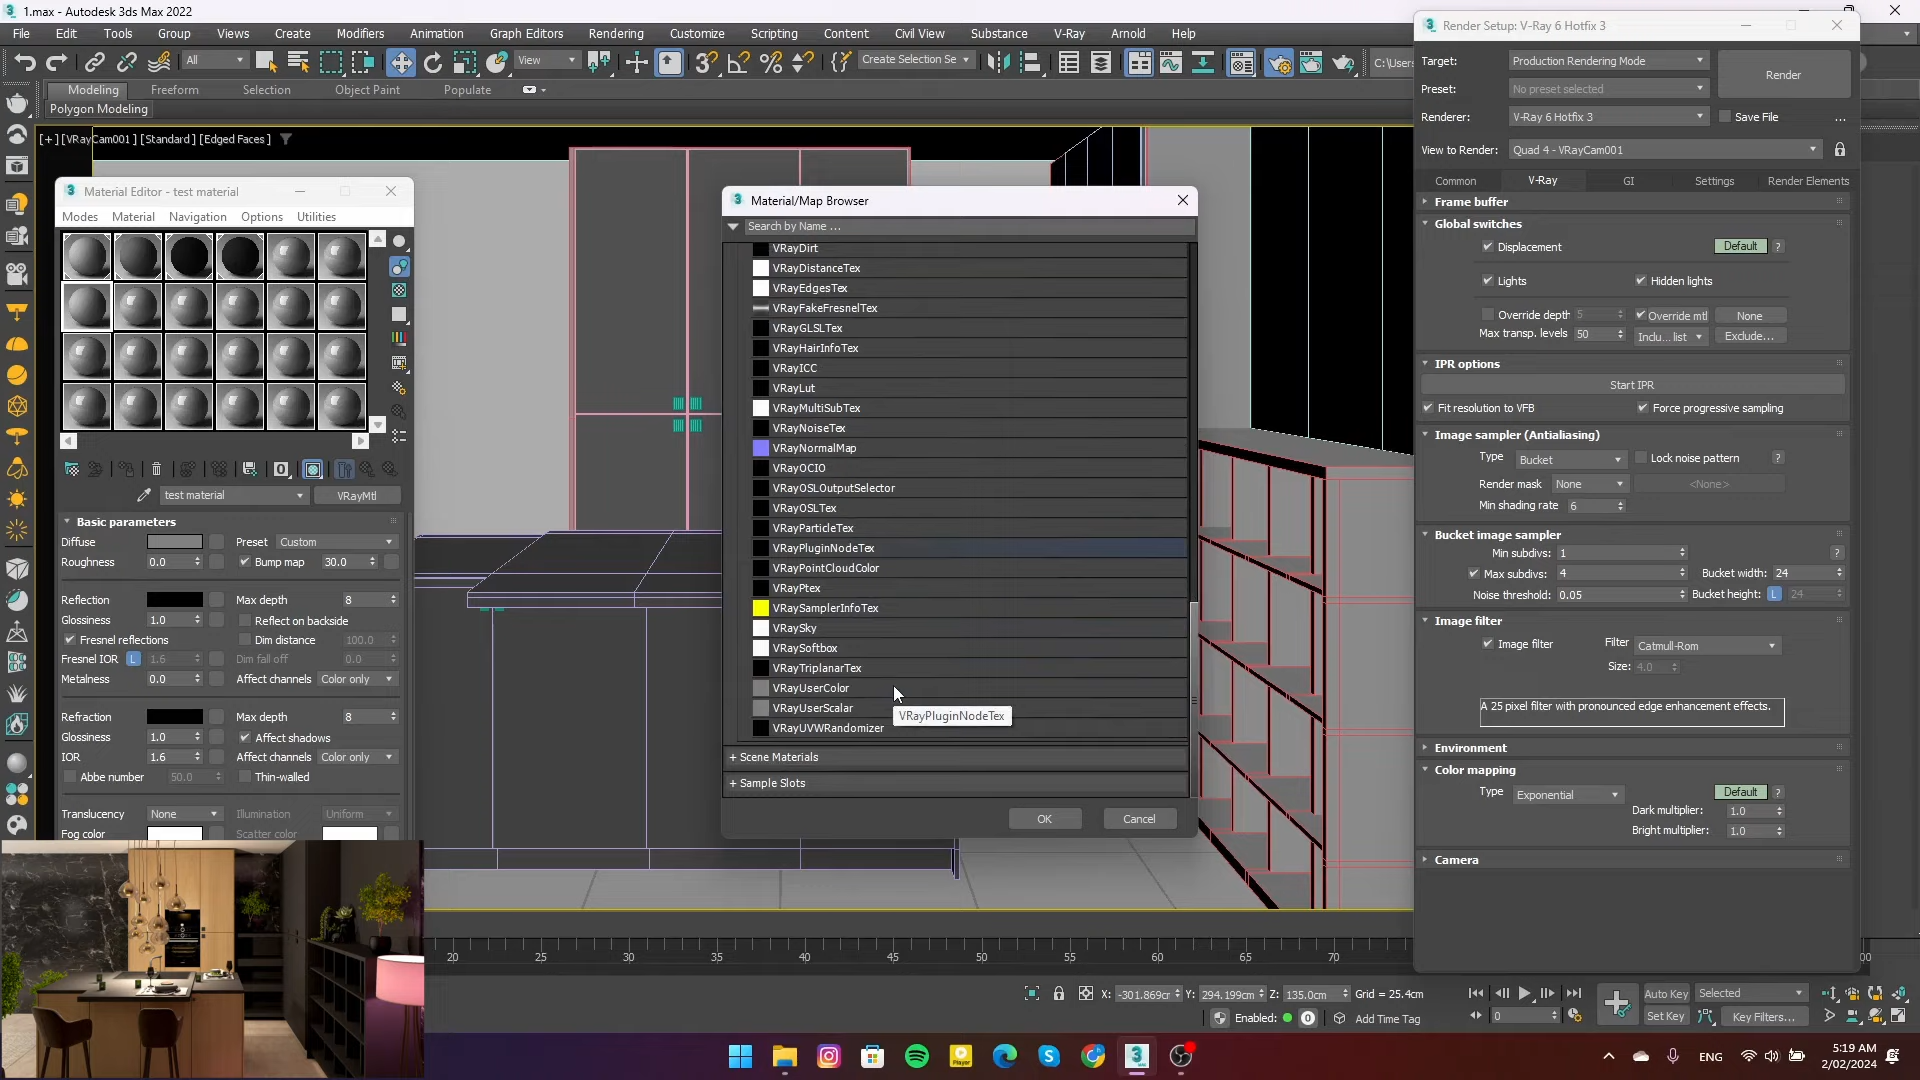 1.max - Autodesk 3ds Max 2022
File Edit Tools Group Views Create Modifiers Animation Graph Editors Rendering Customize Scripting Content Civil View Substance V-Ray Arnold Help
All View Create Selection Se C:\Users
Modeling Freeform Selection Object Paint Populate
Polygon Modeling
[+] [VRayCam001] [Standard] [Edged Faces]
Material Editor - test material
Modes Material Navigation Options Utilities
test material VRayMtl
Basic parameters
Diffuse Preset Custom
Roughness 0.0 Bump map 30.0
Reflection Max depth 8
Glossiness 1.0 Reflect on backside
Fresnel reflections Dim distance 100.0
Fresnel IOR L 1.6 Dim fall off 0.0
Metalness 0.0 Affect channels Color only
Refraction Max depth 8
Glossiness 1.0 Affect shadows
IOR 1.6 Affect channels Color only
Abbe number 50.0 Thin-walled
Translucency None Illumination Uniform
Fog color Scatter color
Material/Map Browser
Search by Name ...
VRayDirt
VRayDistanceTex
VRayEdgesTex
VRayFakeFresnelTex
VRayGLSLTex
VRayHairInfoTex
VRayICC
VRayLut
VRayMultiSubTex
VRayNoiseTex
VRayNormalMap
VRayOCIO
VRayOSLOutputSelector
VRayOSLTex
VRayParticleTex
VRayPluginNodeTex
VRayPointCloudColor
VRayPtex
VRaySamplerInfoTex
VRaySky
VRaySoftbox
VRayTriplanarTex
VRayUserColor
VRayUserScalar
VRayPluginNodeTex
VRayUVWRandomizer
+ Scene Materials
+ Sample Slots
OK Cancel
Render Setup: V-Ray 6 Hotfix 3
Target: Production Rendering Mode
Render
Preset: No preset selected
Renderer: V-Ray 6 Hotfix 3 Save File ...
View to Render: Quad 4 - VRayCam001
Common V-Ray GI Settings Render Elements
Frame buffer
Global switches
Displacement Default ?
Lights Hidden lights
Override depth 5 Override mtl None
Max transp. levels 50 Inclu... list Exclude...
IPR options
Start IPR
Fit resolution to VFB Force progressive sampling
Image sampler (Antialiasing)
Type Bucket Lock noise pattern ?
Render mask None <None>
Min shading rate 6
Bucket image sampler
Min subdivs: 1 ?
Max subdivs: 4 Bucket width: 24
Noise threshold: 0.05 Bucket height: L 24
Image filter
Image filter Filter Catmull-Rom
Size: 4.0
A 25 pixel filter with pronounced edge enhancement effects.
Environment
Color mapping
Type Exponential Default ?
Dark multiplier: 1.0
Bright multiplier: 1.0
Camera
20 25 30 35 40 45 50 55 60 65 70
X: -301.869cm Y: 294.199cm Z: 135.0cm Grid = 25.4cm
Enabled: 0 Add Time Tag
Auto Key Selected
0 Set Key Key Filters...
ENG 5:19 AM
2/02/2024